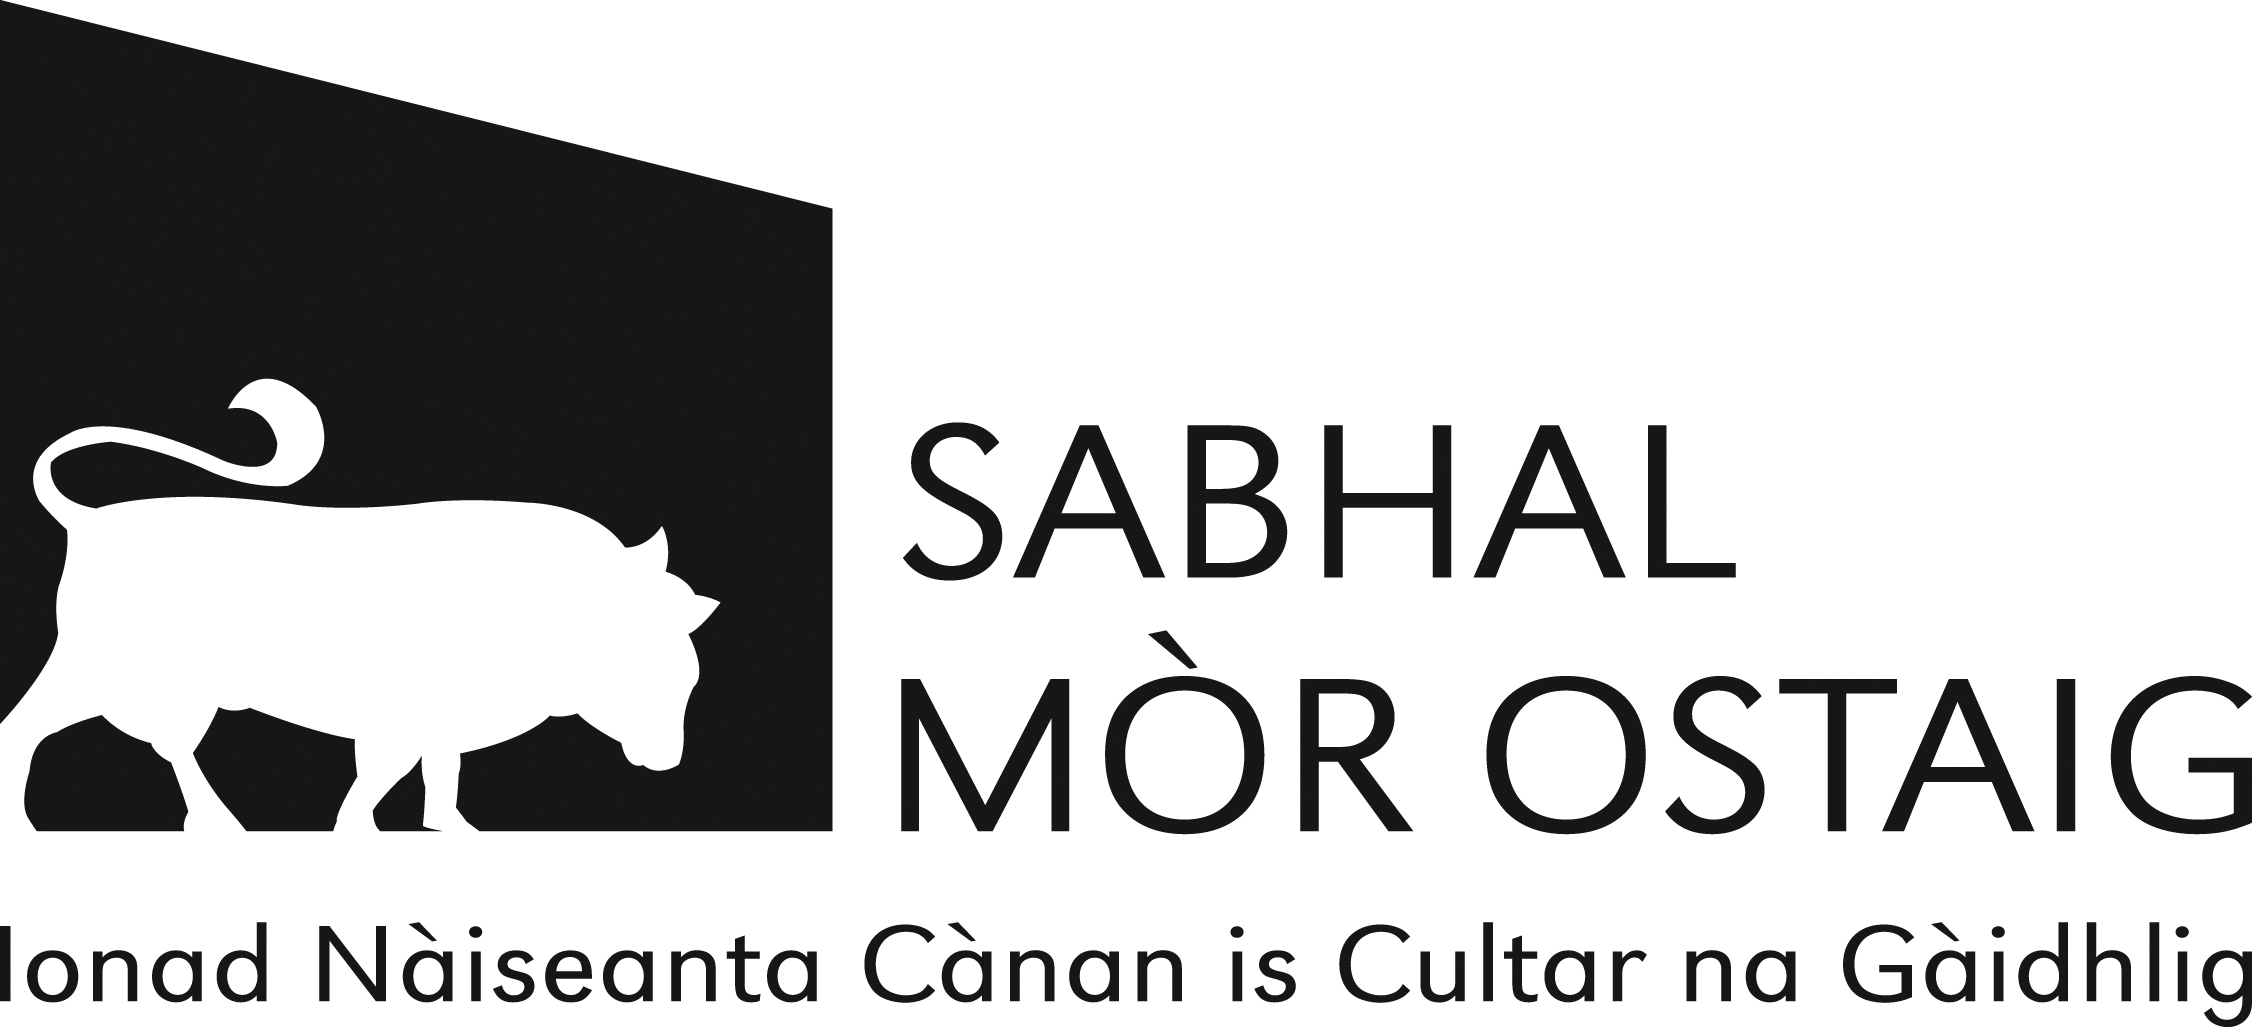 SABHAL
MÒR OSTAIG
Ionad Nàiseanta Cànan is Cultar na Gàidhlig